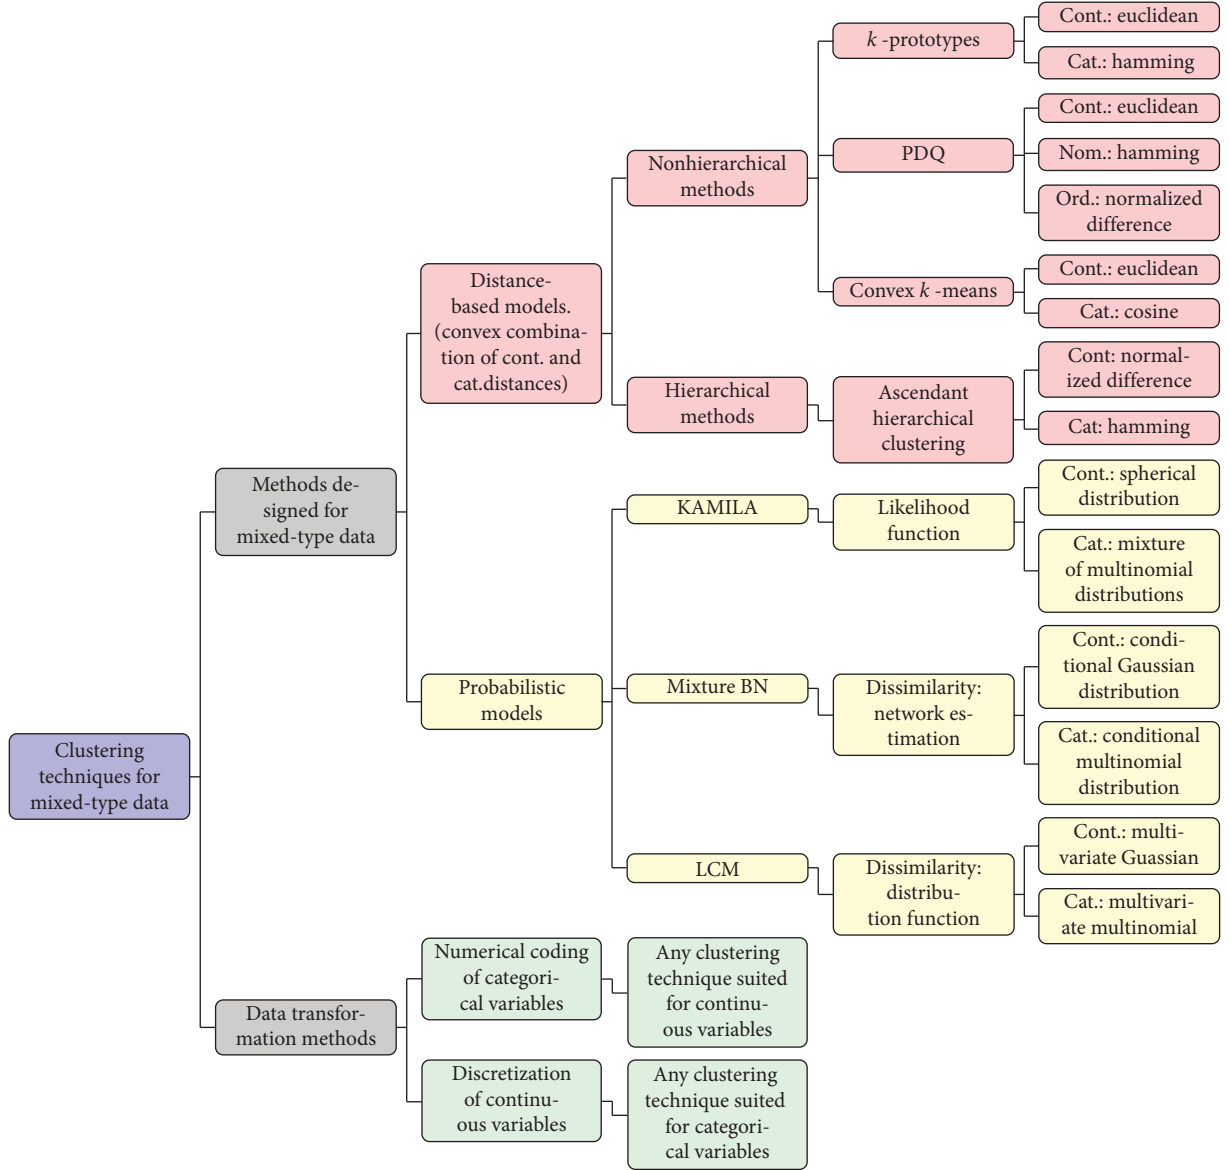 Clustering
techniques for
mixed-type data
Methods de-
signed for
mixed-type data
Distance-
based models.
(convex combina-
tion of cont. and
cat.distances)
Nonhierarchical
methods
k -prototypes
Cont.: euclidean
Cat.: hamming
PDQ
Cont.: euclidean
Nom.: hamming
Ord.: normalized
difference
Convex k -means
Cont.: euclidean
Cat.: cosine
Hierarchical
methods
Ascendant
hierarchical
clustering
Cont: normal-
ized difference
Cat: hamming
Probabilistic
models
KAMILA
Likelihood
function
Cont.: spherical
distribution
Cat.: mixture
of multinomial
distributions
Mixture BN
Dissimilarity:
network es-
timation
Cont.: condi-
tional Gaussian
distribution
Cat.: conditional
multinomial
distribution
LCM
Dissimilarity:
distribu-
tion function
Cont.: multi-
variate Guassian
Cat.: multivari-
ate multinomial
Data transfor-
mation methods
Numerical coding
of categori-
cal variables
Any clustering
technique suited
for continu-
ous variables
Discretization
of continu-
ous variables
Any clustering
technique suited
for categori-
cal variables